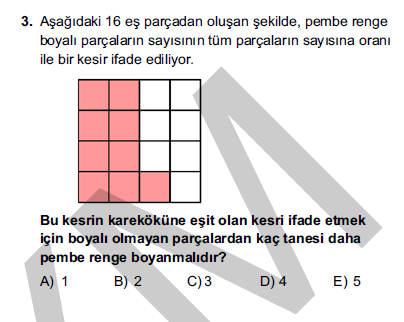 3. Aşağıdaki 16 eş parçadan oluşan şekilde, pembe renge
boyalı parçaların sayısının tüm parçaların sayısına oranı
ile bir kesir ifade ediliyor.
Bu kesrin kareköküne eşit olan kesri ifade etmek
için boyalı olmayan parçalardan kaç tanesi daha
pembe renge boyanmalıdır?
A) 1 B) 2 C) 3 D) 4 E) 5